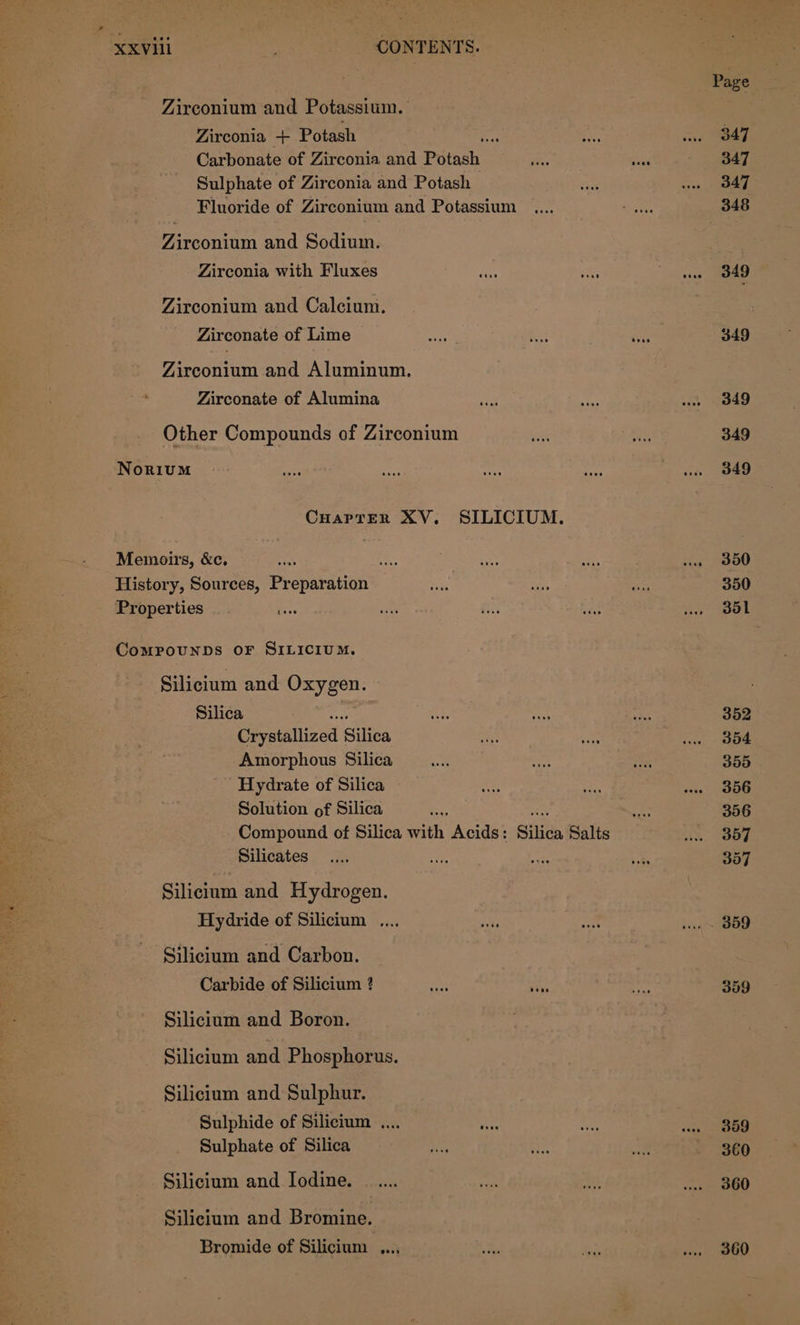 xxviii CONTENTS.
Page
Zirconium and Potassium.
Zirconia + Potash .... .... .... 347
Carbonate of Zirconia and Potash .... .... 347
Sulphate of Zirconia and Potash .... .... 347
Fluoride of Zirconium and Potassium .... .... 348
Zirconium and Sodium.
Zirconia with Fluxes .... .... .... 349
Zirconium and Calcium.
Zirconate of Lime .... .... .... 349
Zirconium and Aluminum.
Zirconate of Alumina .... .... .... 349
Other Compounds of Zirconium .... .... 349
NORIUM .... .... .... .... .... 349
CHAPTER XV. SILICIUM.
Memoirs, &c. .... .... .... .... .... 350
History, Sources, Preparation .... .... .... 350
Properties .... .... .... .... .... 351
COMPOUNDS OF SILICIUM.
Silicium and Oxygen.
Silica .... .... .... .... 352
Crystallized Silica .... .... .... 354
Amorphous Silica .... .... .... 355
Hydrate of Silica .... .... .... 356
Solution of Silica .... .... .... 356
Compound of Silica with Acids: Silica Salts .... 357
Silicates .... .... .... .... 357
Silicium and Hydrogen.
Hydride of Silicium .... .... .... .... 359
Silicium and Carbon.
Carbide of Silicium ? .... .... .... 359
Silicium and Boron.
Silicium and Phosphorus.
Silicium and Sulphur.
Sulphide of Silicium .... .... .... .... 359
Sulphate of Silica .... .... .... 360
Silicium and Iodine. .... .... .... .... 360
Silicium and Bromine.
Bromide of Silicium .... .... .... .... 360